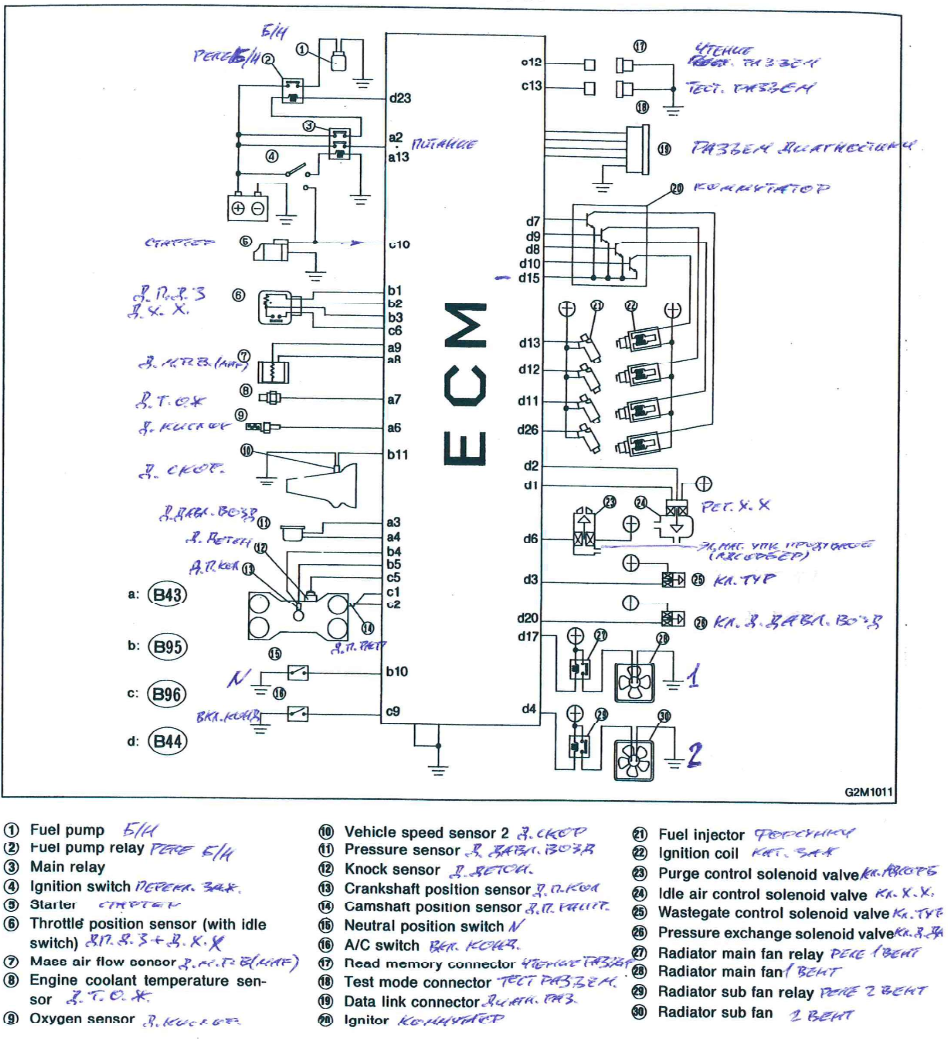 Б/Н
РЕЛЕ Б/Н ②
①
d23
③
a2
ПИТАНИЕ
a13
④
СТАРТЕР ⑤
c10
Д.П.Д.З ⑥
Д.Х.Х.
b1
b2
b3
c6
⑦
a9
a8
Д.М.Р.В.(MAF)
⑧
Д.Т.О.Ж
a7
⑨
Д. КИСЛОР
a6
⑩
Д. СКОР.
b11
Д.ДАВЛ.ВОЗД ⑪
a3
a4
Д. ДЕТОН ⑫
b4
b5
Д.П.КОЛ ⑬
c5
c1
c2
⑭
⑮
N
b10
⑯
ВКЛ.КОНД
c9
a: B43
b: B95
c: B96
d: B44
ECM
e12
⑰ ЧТЕНИЕ
РАЗЪЕМ
c13
⑱
ТЕСТ. РАЗЪЕМ
⑲ РАЗЪЕМ ДИАГНОСТИКИ
⑳ КОММУТАТОР
d7
d9
d8
d10
d15
㉑ ㉒
d13
d12
d11
d26
d2
d1
㉓ ㉔ РЕГ. Х.Х
d6
ЭЛ.МАГ. УПР. ПРОДУВКОЙ
(АДСОРБЕР)
d3
㉕ КЛ. ТУР
d20
㉖ КЛ. Д. ДАВЛ. ВОЗД
d17
㉗ ㉘
1
d4
㉙ ㉚
2
G2M1011
① Fuel pump Б/Н
② Fuel pump relay РЕЛЕ Б/Н
③ Main relay
④ Ignition switch ПЕРЕКЛ. ЗАЖ.
⑤ Starter СТАРТЕР
⑥ Throttle position sensor (with idle
switch) Д.П.Д.З + Д.Х.Х
⑦ Mass air flow sensor Д.М.Р.В(MAF)
⑧ Engine coolant temperature sen-
sor Д.Т.О.Ж.
⑨ Oxygen sensor Д. КИСЛОР.
⑩ Vehicle speed sensor 2 Д. СКОР
⑪ Pressure sensor Д. ДАВЛ. ВОЗД
⑫ Knock sensor Д. ДЕТОН.
⑬ Crankshaft position sensor Д.П.КОЛ
⑭ Camshaft position sensor Д.П.
⑮ Neutral position switch N
⑯ A/C switch ВКЛ. КОНД.
⑰ Read memory connector ЧТЕНИЕ РАЗЪЕМ
⑱ Test mode connector ТЕСТ РАЗЪЕМ.
⑲ Data link connector ДИАГН. РАЗ.
⑳ Ignitor КОММУТАТОР
㉑ Fuel injector ФОРСУНКИ
㉒ Ignition coil КАТ. ЗАЖ
㉓ Purge control solenoid valve
㉔ Idle air control solenoid valve КЛ. Х.Х.
㉕ Wastegate control solenoid valve КЛ. ТУР
㉖ Pressure exchange solenoid valve КЛ. Д. ДА
㉗ Radiator main fan relay РЕЛЕ 1 ВЕНТ
㉘ Radiator main fan 1 ВЕНТ
㉙ Radiator sub fan relay РЕЛЕ 2 ВЕНТ
㉚ Radiator sub fan 2 ВЕНТ